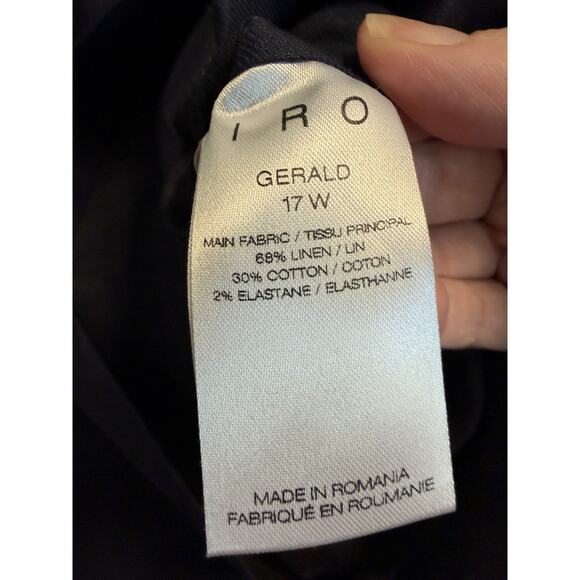 IRO
GERALD
17 W
MAIN FABRIC / TISSU PRINCIPAL
68% LINEN / LIN
30% COTTON / COTON
2% ELASTANE / ELASTHANNE
MADE IN ROMANIA
FABRIQUÉ EN ROUMANIE